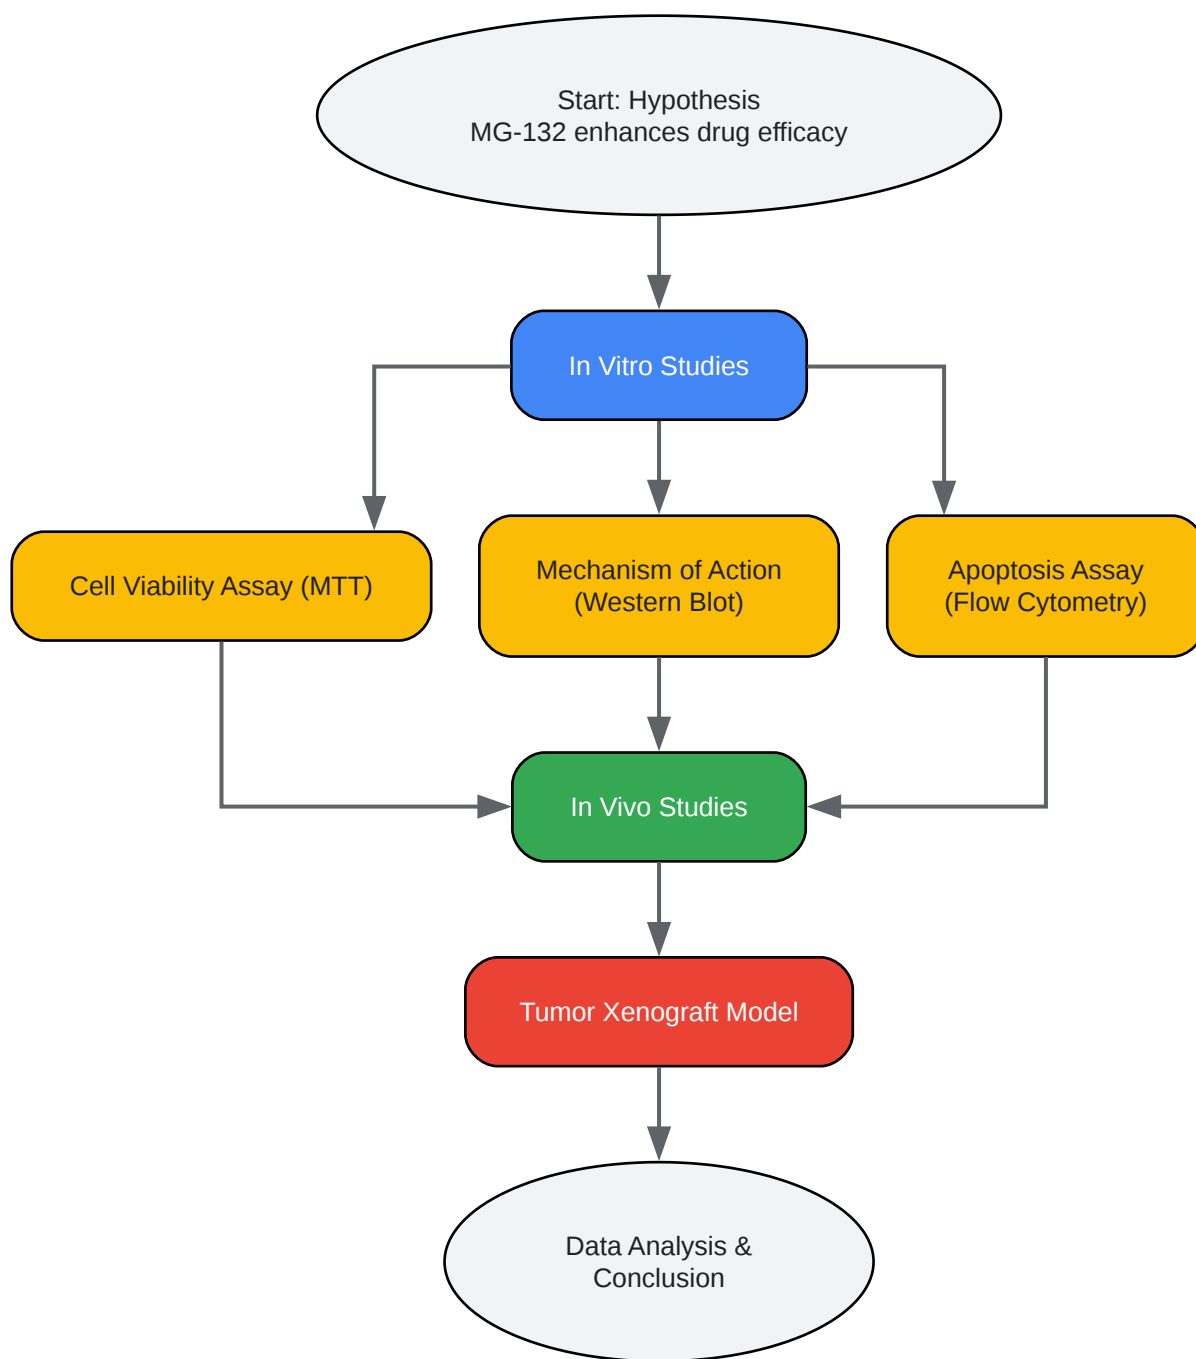 Start: Hypothesis
MG-132 enhances drug efficacy
In Vitro Studies
Cell Viability Assay (MTT)
Mechanism of Action
(Western Blot)
Apoptosis Assay
(Flow Cytometry)
In Vivo Studies
Tumor Xenograft Model
Data Analysis &
Conclusion